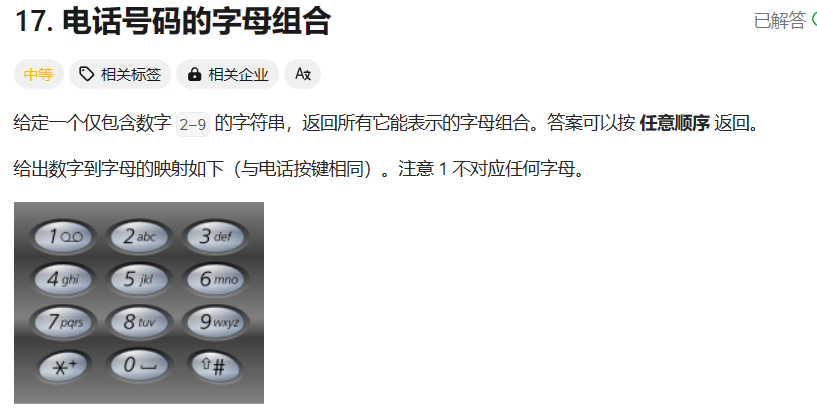 17. 电话号码的字母组合
已解答
中等 相关标签 相关企业
给定一个仅包含数字 2-9 的字符串，返回所有它能表示的字母组合。答案可以按 任意顺序 返回。
给出数字到字母的映射如下（与电话按键相同）。注意 1 不对应任何字母。
1 2 abc 3 def
4 ghi 5 jkl 6 mno
7 pqrs 8 tuv 9 wxyz
*+ 0 #